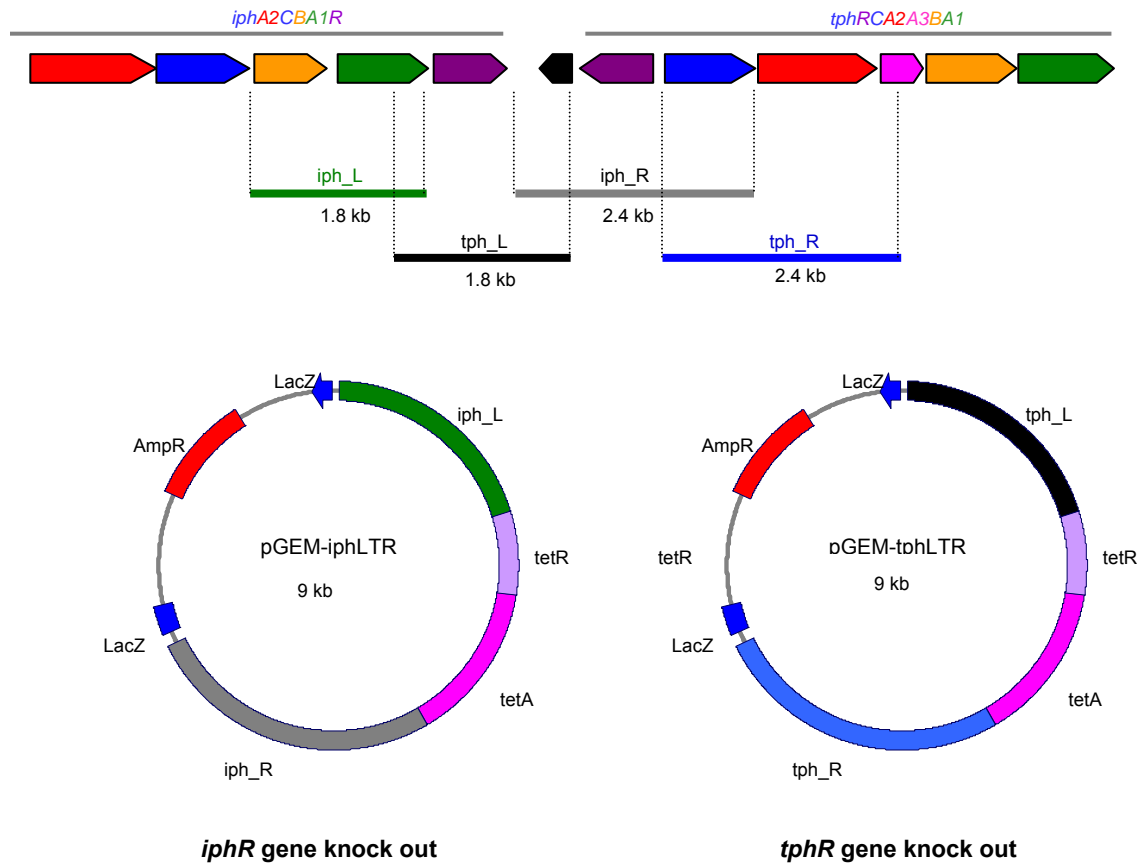 iphA2CBA1R
tphRCA2A3BA1
iph_L
iph_R
1.8 kb
2.4 kb
tph_L
tph_R
1.8 kb
2.4 kb
LacZ
LacZ
iph_L
tph_L
AmpR
AmpR
pGEM-iphLTR
pGEM-tphLTR
tetR
tetR
tetR
9 kb
9 kb
LacZ
LacZ
tetA
tetA
iph_R
tph_R
iphR gene knock out
tphR gene knock out